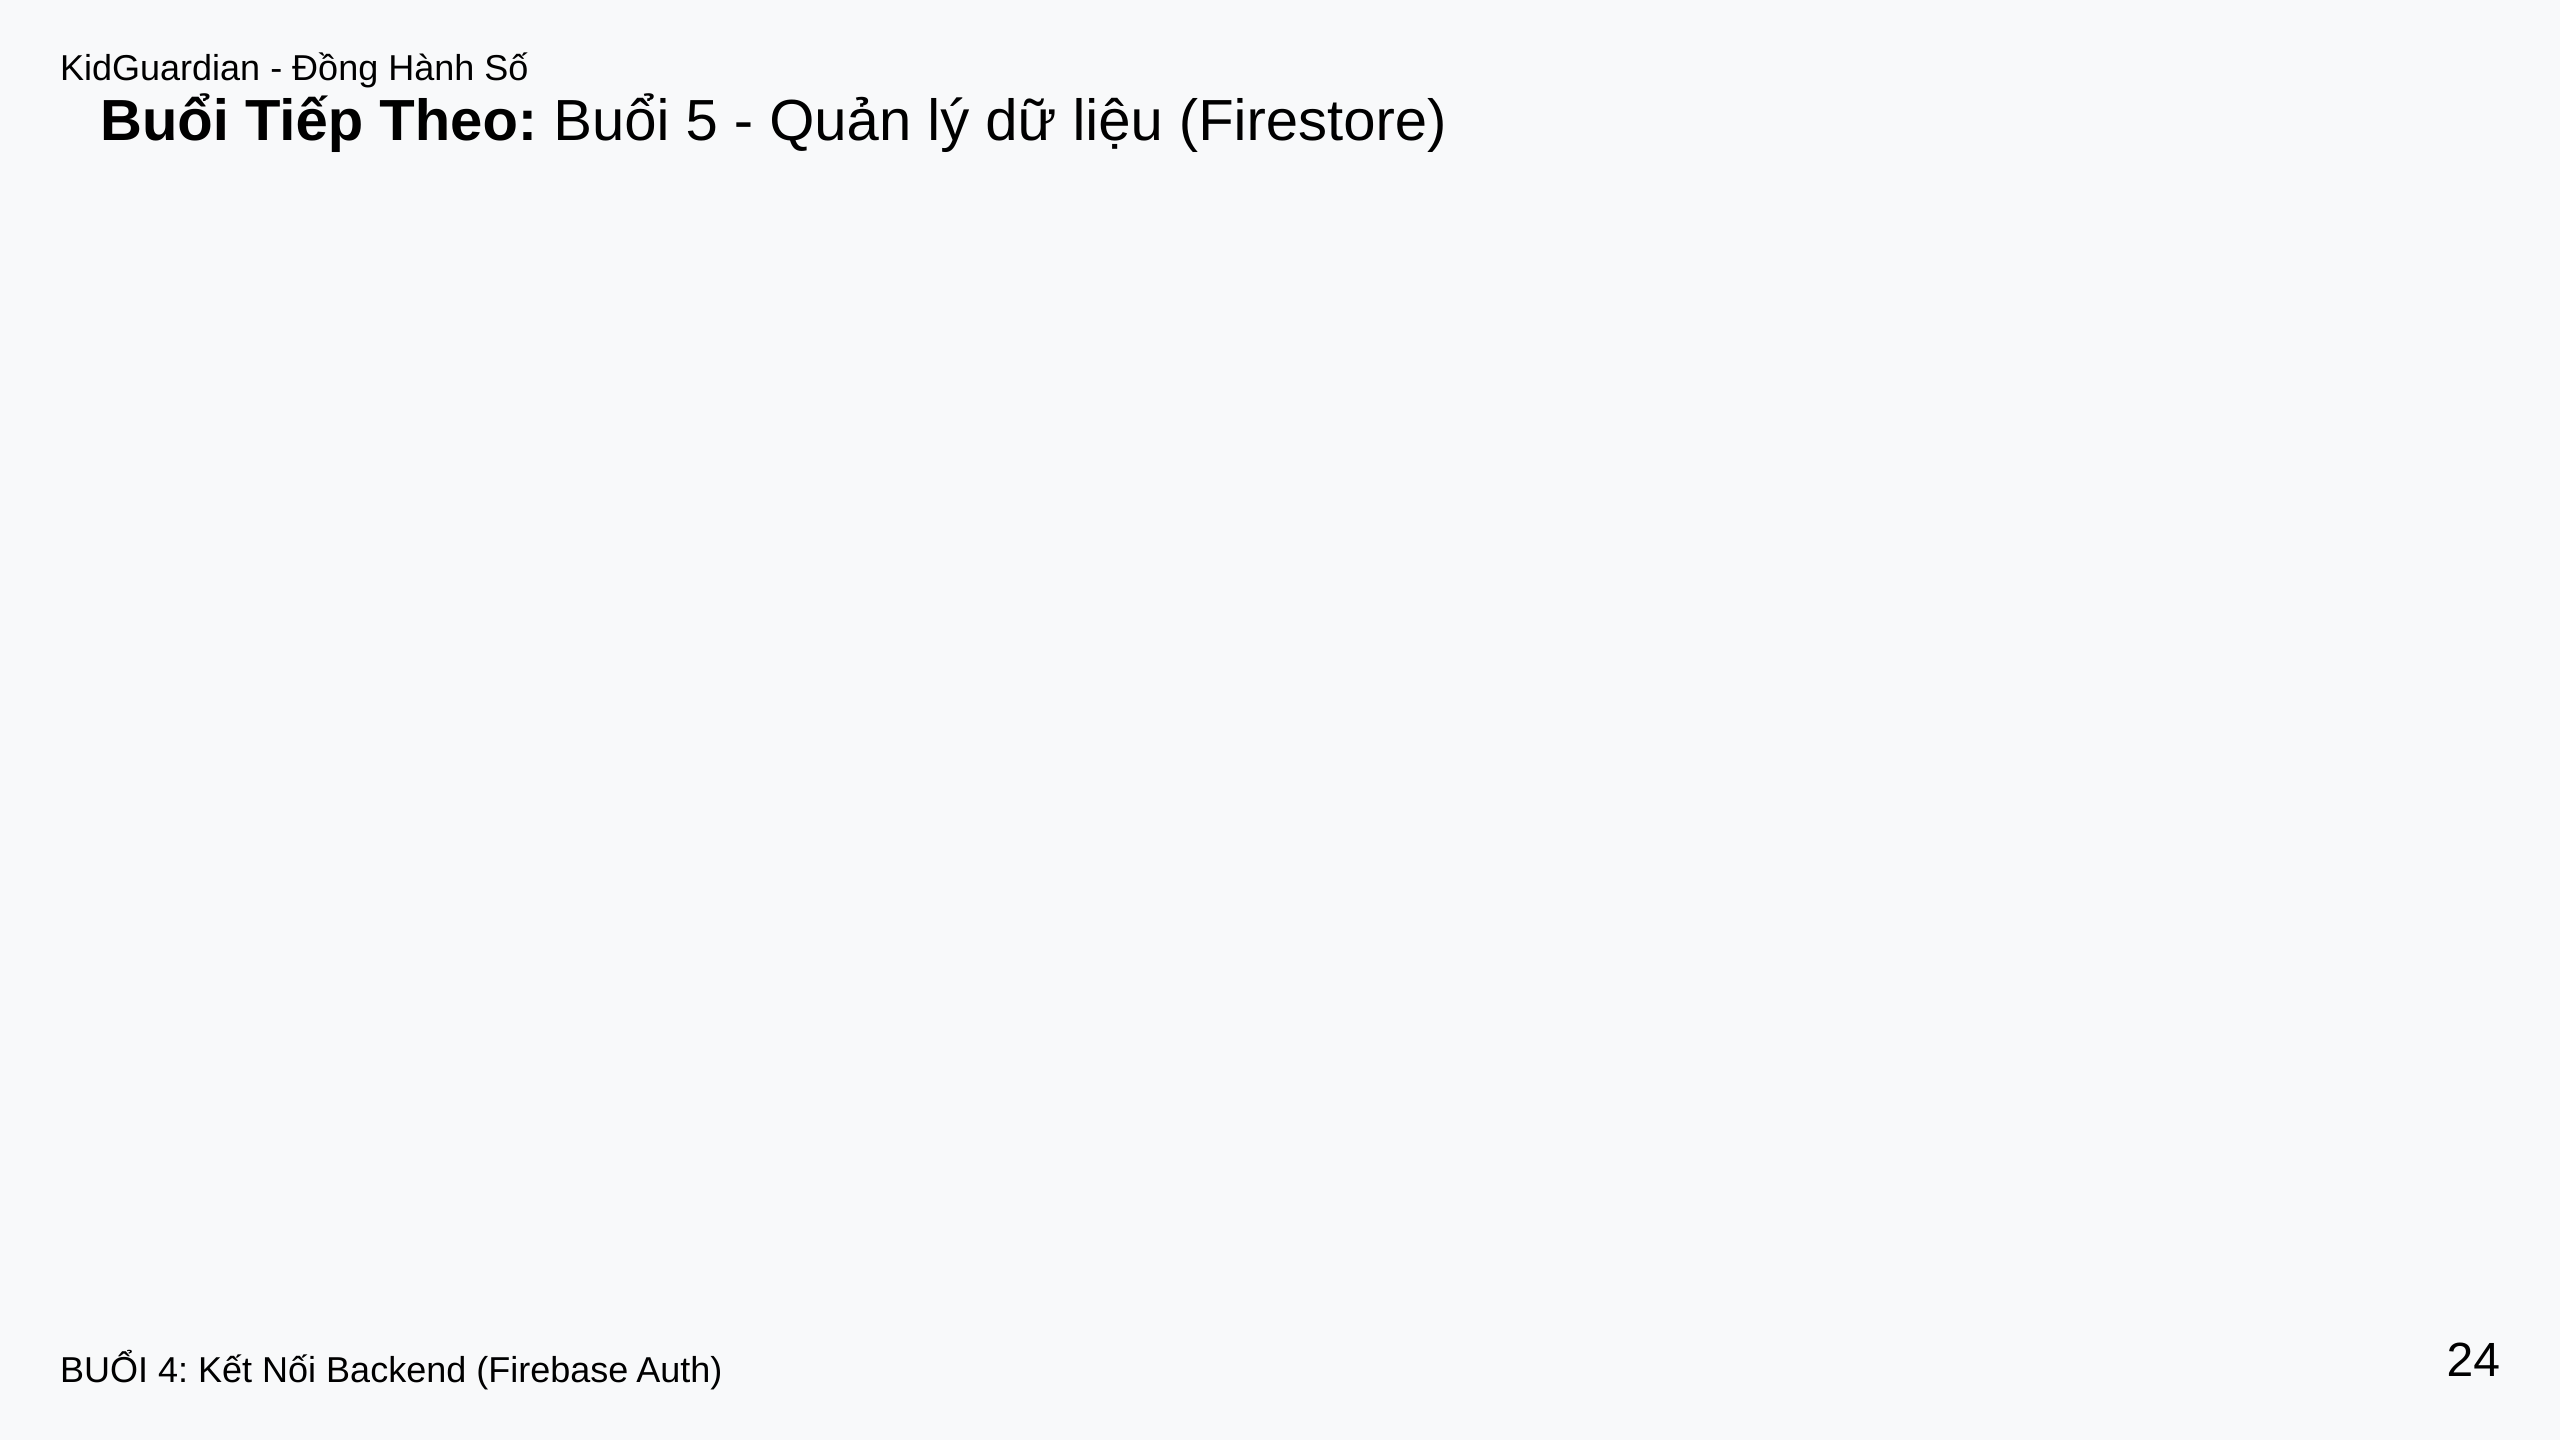 KidGuardian - Đồng Hành Số
Buổi Tiếp Theo: Buổi 5 - Quản lý dữ liệu (Firestore)
BUỔI 4: Kết Nối Backend (Firebase Auth)
24